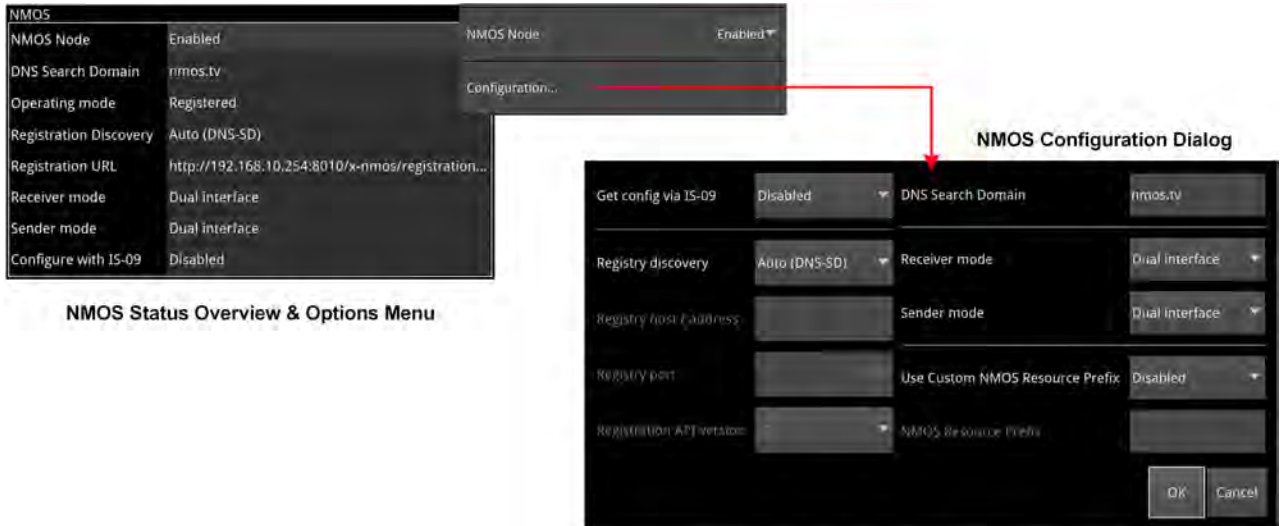 NMOS
NMOS Node Enabled
DNS Search Domain nmos.tv
Operating mode Registered
Registration Discovery Auto (DNS-SD)
Registration URL http://192.168.10.254:8010/x-nmos/registration...
Receiver mode Dual interface
Sender mode Dual interface
Configure with IS-09 Disabled
NMOS Node Enabled
Configuration...
NMOS Status Overview & Options Menu
NMOS Configuration Dialog
Get config via IS-09 Disabled
DNS Search Domain nmos.tv
Registry discovery Auto (DNS-SD)
Receiver mode Dual interface
Registry host / address
Sender mode Dual interface
Registry port
Use Custom NMOS Resource Prefix Disabled
Registration API version
NMOS Resource Prefix
OK Cancel